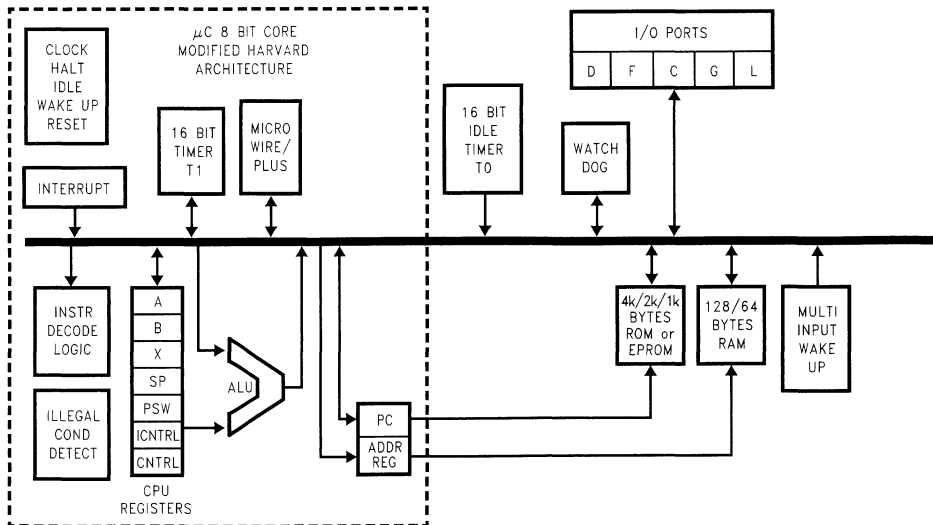 μC 8 BIT CORE
MODIFIED HARVARD
ARCHITECTURE
CLOCK
HALT
IDLE
WAKE UP
RESET
16 BIT
TIMER
T1
MICRO
WIRE/
PLUS
INTERRUPT
16 BIT
IDLE
TIMER
T0
WATCH
DOG
I/O PORTS
D F C G L
INSTR
DECODE
LOGIC
ILLEGAL
COND
DETECT
A
B
X
SP
PSW
ICNTRL
CNTRL
CPU
REGISTERS
ALU
PC
ADDR
REG
4k/2k/1k
BYTES
ROM or
EPROM
128/64
BYTES
RAM
MULTI
INPUT
WAKE
UP